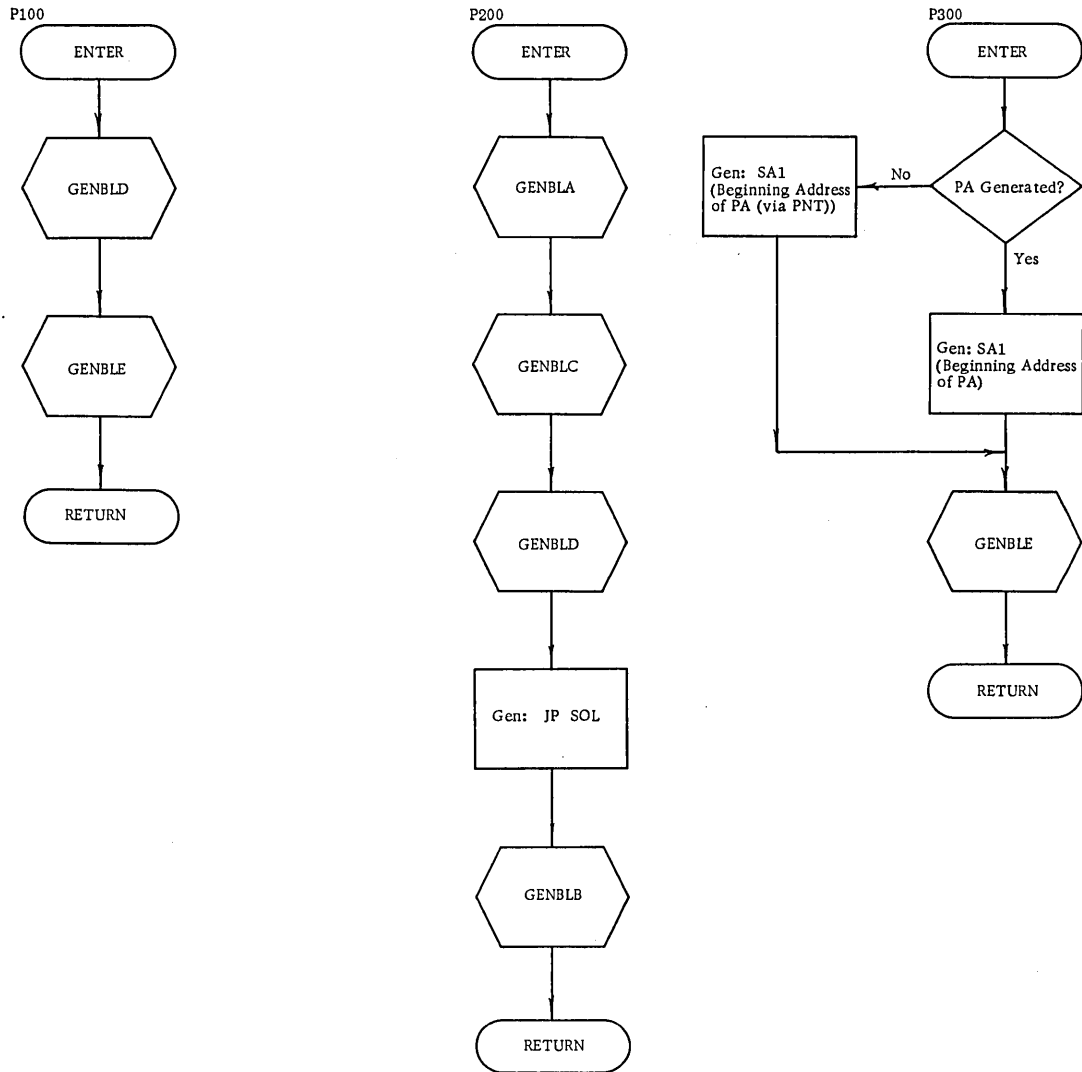 P100
ENTER
GENBLD
GENBLE
RETURN
P200
ENTER
GENBLA
GENBLC
GENBLD
Gen: JP SOL
GENBLB
RETURN
P300
ENTER
PA Generated?
No
Gen: SA1
(Beginning Address
of PA (via PNT))
Yes
Gen: SA1
(Beginning Address
of PA)
GENBLE
RETURN